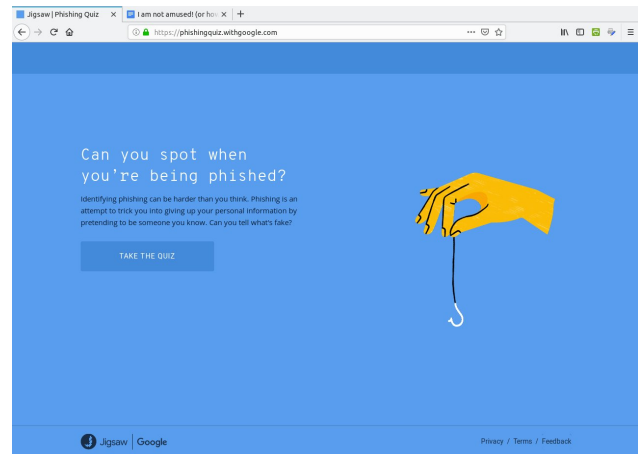 Jigsaw | Phishing Quiz
I am not amused! (or how
https://phishingquiz.withgoogle.com
Can you spot when
you're being phished?
Identifying phishing can be harder than you think. Phishing is an
attempt to trick you into giving up your personal information by
pretending to be someone you know. Can you tell what's fake?
TAKE THE QUIZ
Jigsaw | Google
Privacy / Terms / Feedback